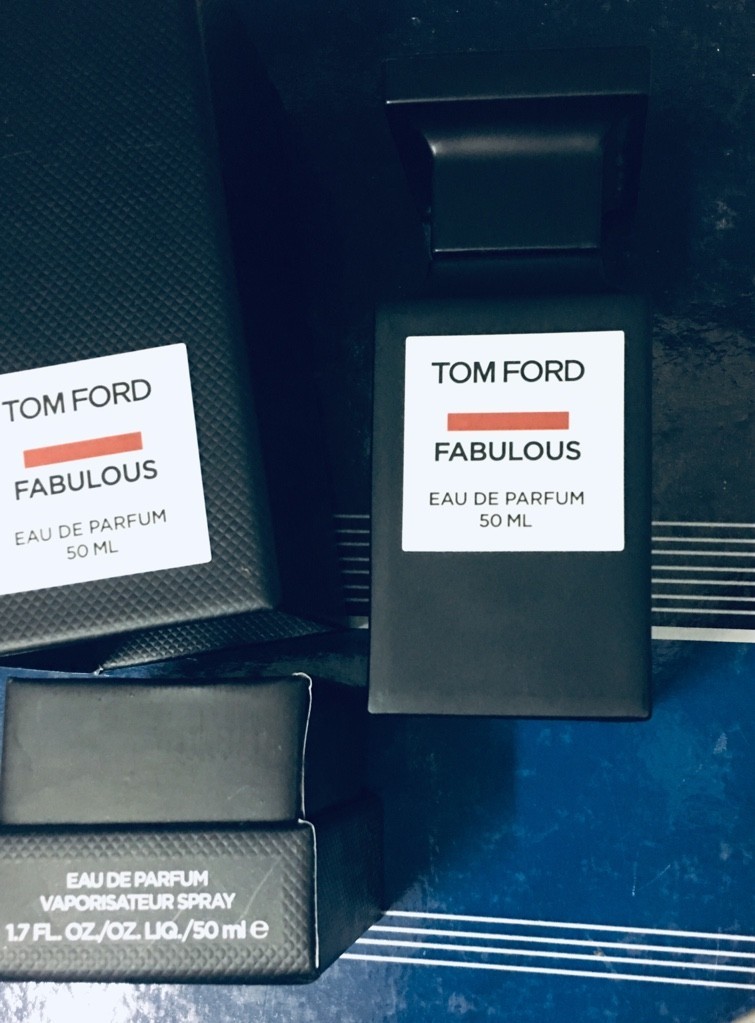 TOM FORD
FABULOUS
EAU DE PARFUM
50 ML
TOM FORD
FABULOUS
EAU DE PARFUM
50 ML
EAU DE PARFUM
VAPORISATEUR SPRAY
1.7 FL. OZ./OZ. LIQ./50 ml e